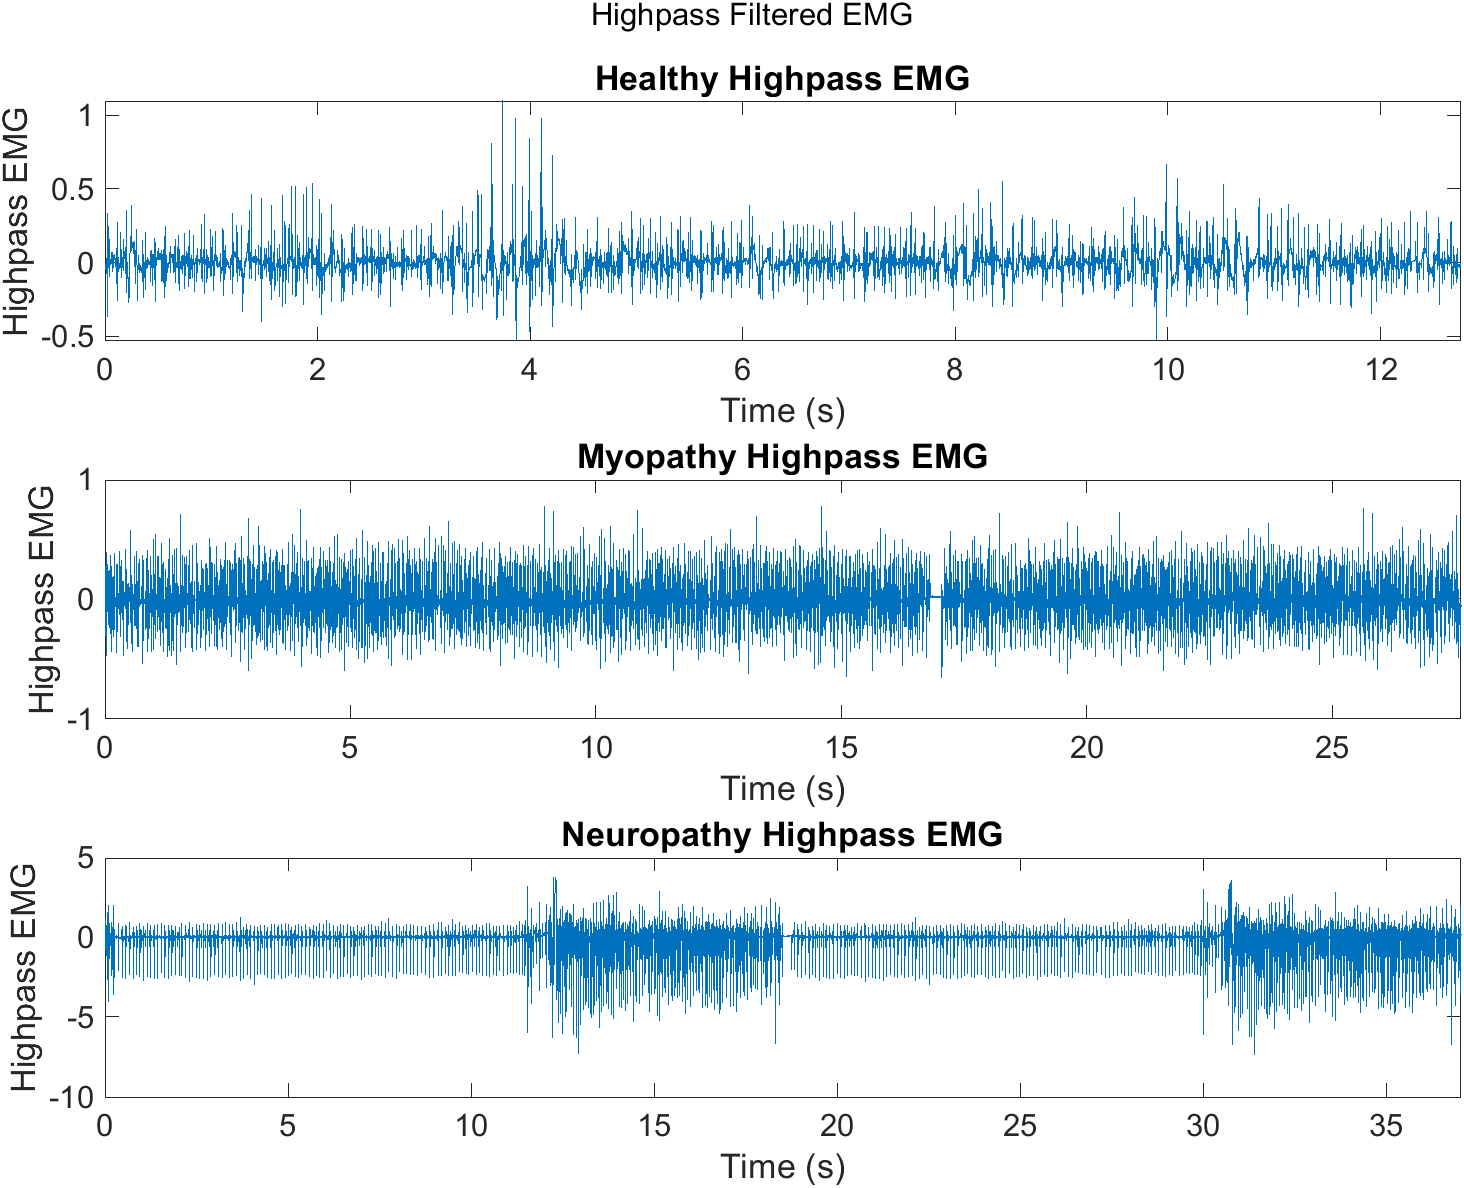 Highpass Filtered EMG
Healthy Highpass EMG
Highpass EMG
1
0.5
0
-0.5
0 2 4 6 8 10 12
Time (s)
Myopathy Highpass EMG
Highpass EMG
1
0
-1
0 5 10 15 20 25
Time (s)
Neuropathy Highpass EMG
Highpass EMG
5
0
-5
-10
0 5 10 15 20 25 30 35
Time (s)